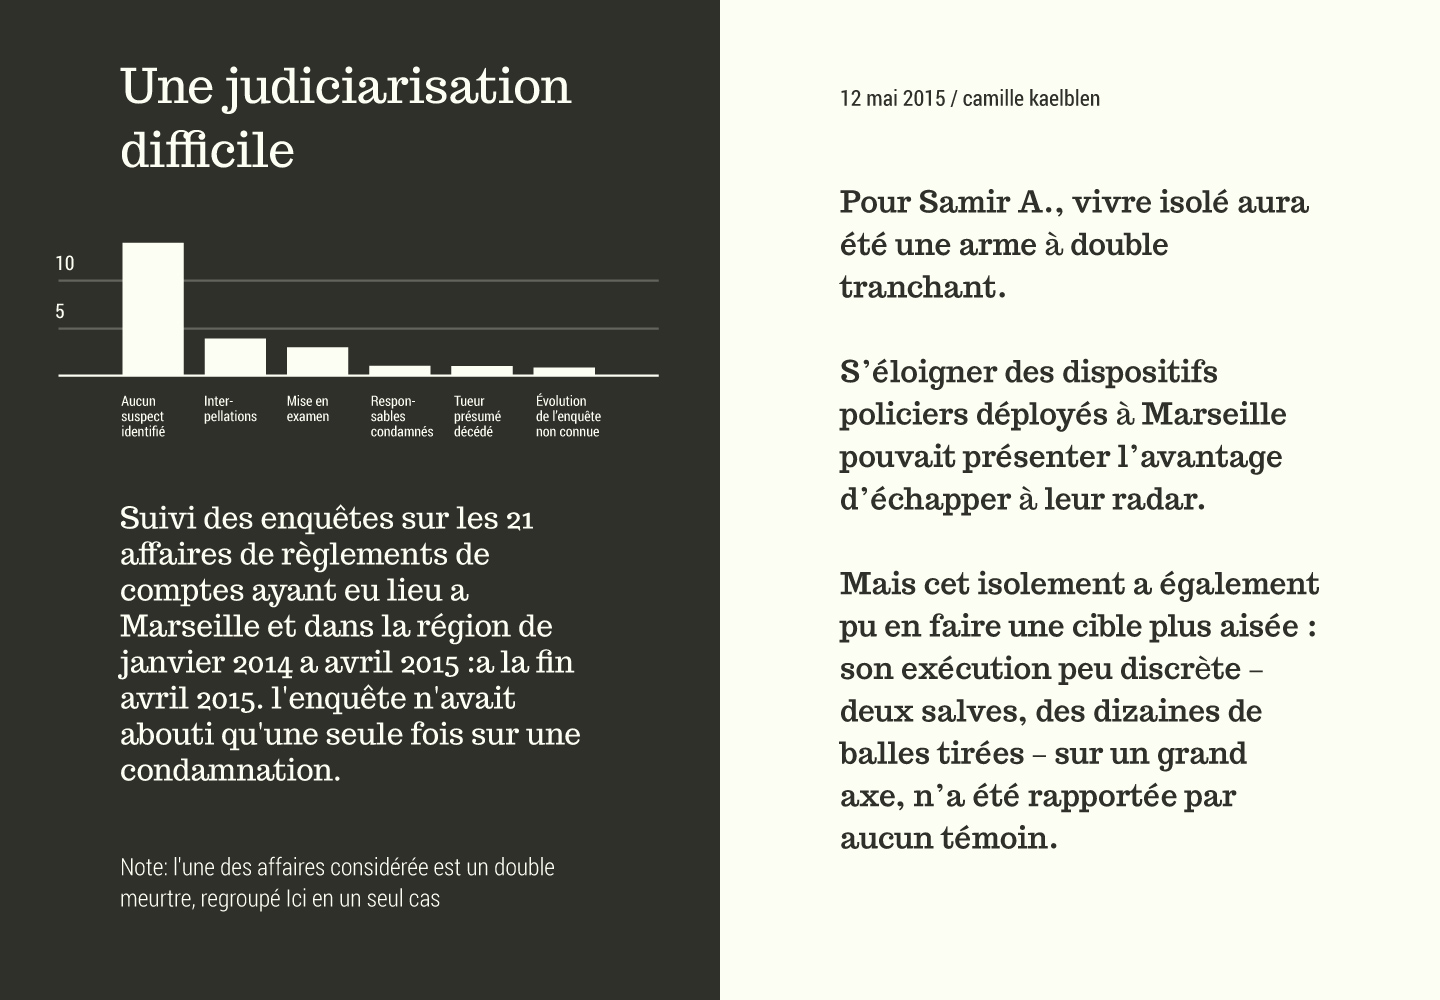 Une judiciarisation
difficile
10
5
Aucun
suspect
identifié
Inter-
pellations
Mise en
examen
Respon-
sables
condamnés
Tueur
présumé
décédé
Évolution
de l'enquête
non connue
Suivi des enquêtes sur les 21
affaires de règlements de
comptes ayant eu lieu a
Marseille et dans la région de
janvier 2014 a avril 2015 :a la fin
avril 2015. l'enquête n'avait
abouti qu'une seule fois sur une
condamnation.
Note: l'une des affaires considérée est un double
meurtre, regroupé Ici en un seul cas
12 mai 2015 / camille kaelblen
Pour Samir A., vivre isolé aura
été une arme à double
tranchant.
S’éloigner des dispositifs
policiers déployés à Marseille
pouvait présenter l’avantage
d’échapper à leur radar.
Mais cet isolement a également
pu en faire une cible plus aisée :
son exécution peu discrète –
deux salves, des dizaines de
balles tirées – sur un grand
axe, n’a été rapportée par
aucun témoin.